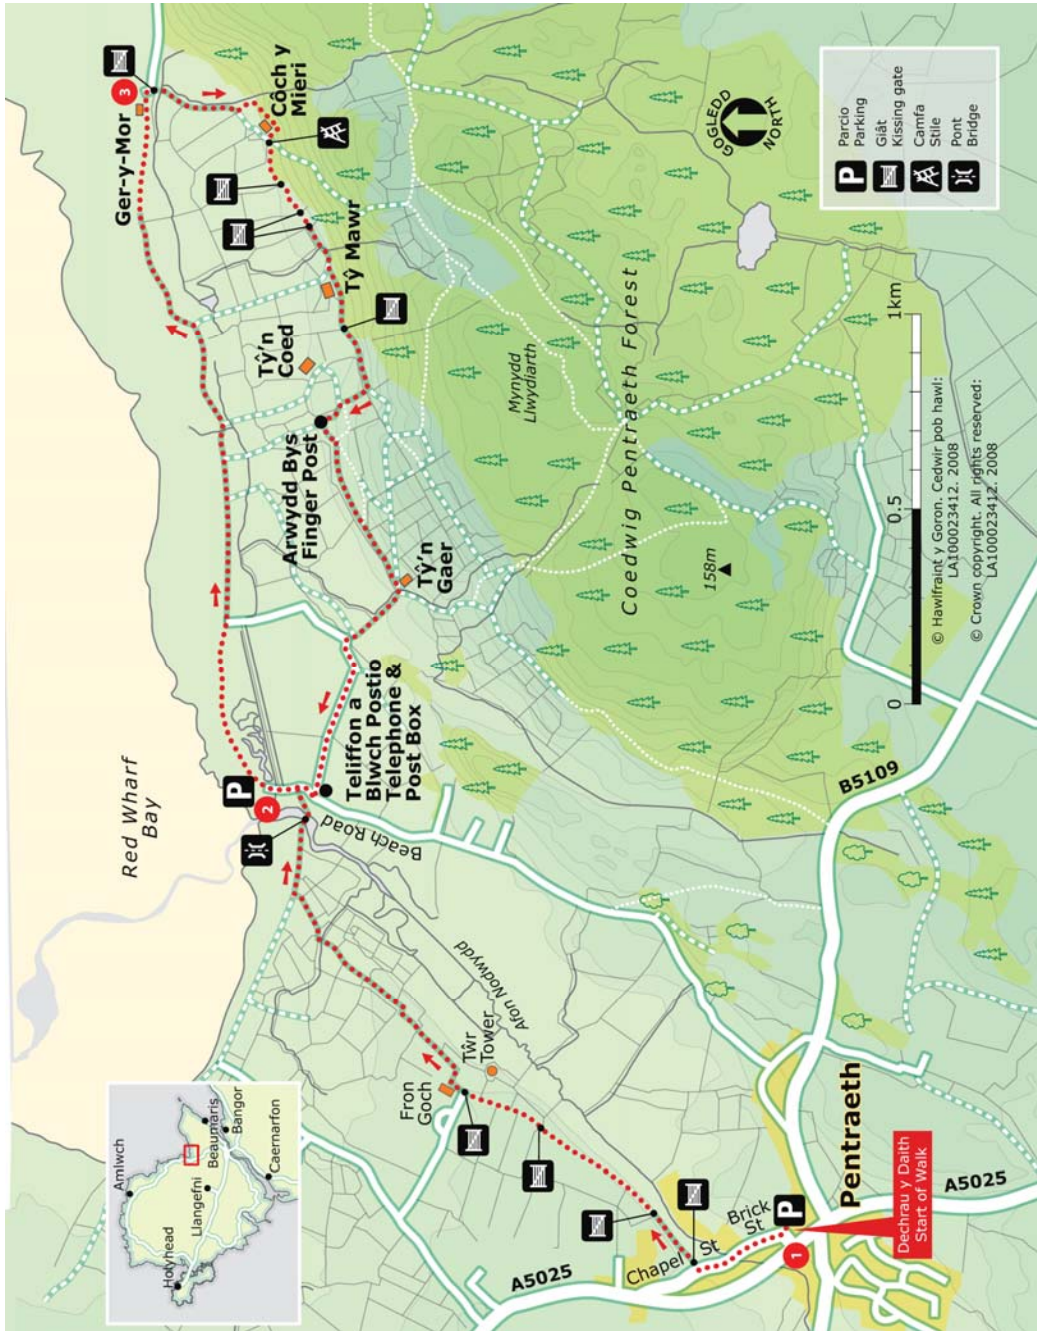 Red Wharf
Bay
Ger-y-Mor
3
Côch y
Mieri
Tŷ Mawr
Tŷ'n
Coed
Arwydd Bys
Finger Post
Tŷ'n
Gaer
P
2
Teliffon a
Blwch Postio
Telephone &
Post Box
Beach Road
Afon Nodwydd
Fron
Goch
Tŵr
Tower
Mynydd
Llwydiarth
Coedwig Pentraeth Forest
158m
GOGLEDD
NORTH
P
Parcio
Parking
Giât
Kissing gate
Camfa
Stile
Pont
Bridge
0
0.5
1km
© Hawlfraint y Goron. Cedwir pob hawl:
LA100023412. 2008
© Crown copyright. All rights reserved:
LA100023412. 2008
B5109
A5025
Chapel St
Brick
St
P
1
Pentraeth
A5025
Dechrau y Daith
Start of Walk
Amlwch
Holyhead
Llangefni
Beaumaris
Bangor
Caernarfon